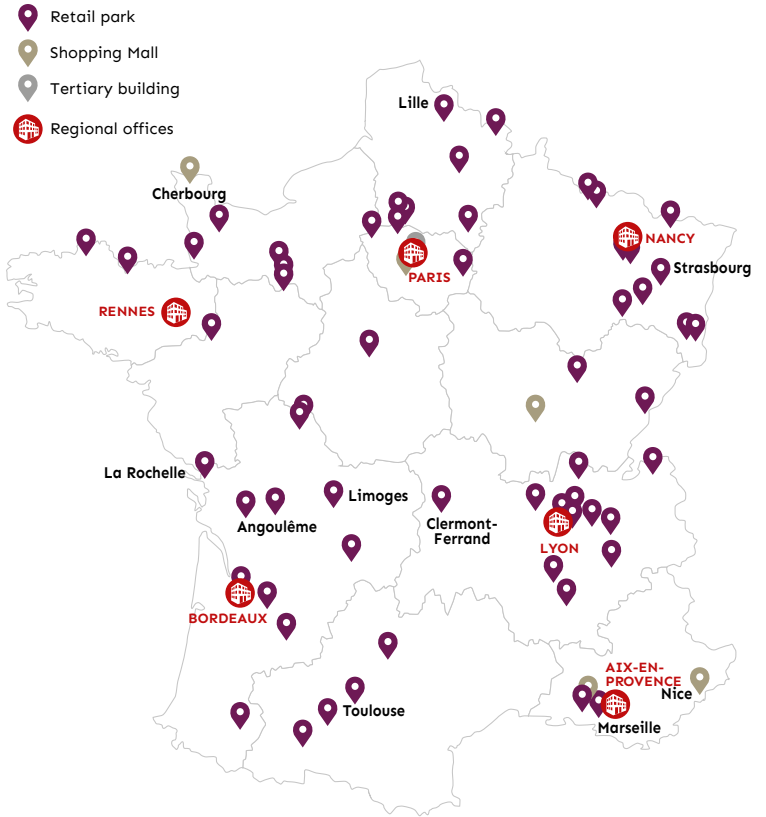 Retail park
Shopping Mall
Tertiary building
Regional offices
Lille
Cherbourg
NANCY
Strasbourg
PARIS
RENNES
La Rochelle
Limoges
Angoulême
Clermont-
Ferrand
LYON
BORDEAUX
AIX-EN-
PROVENCE
Nice
Toulouse
Marseille